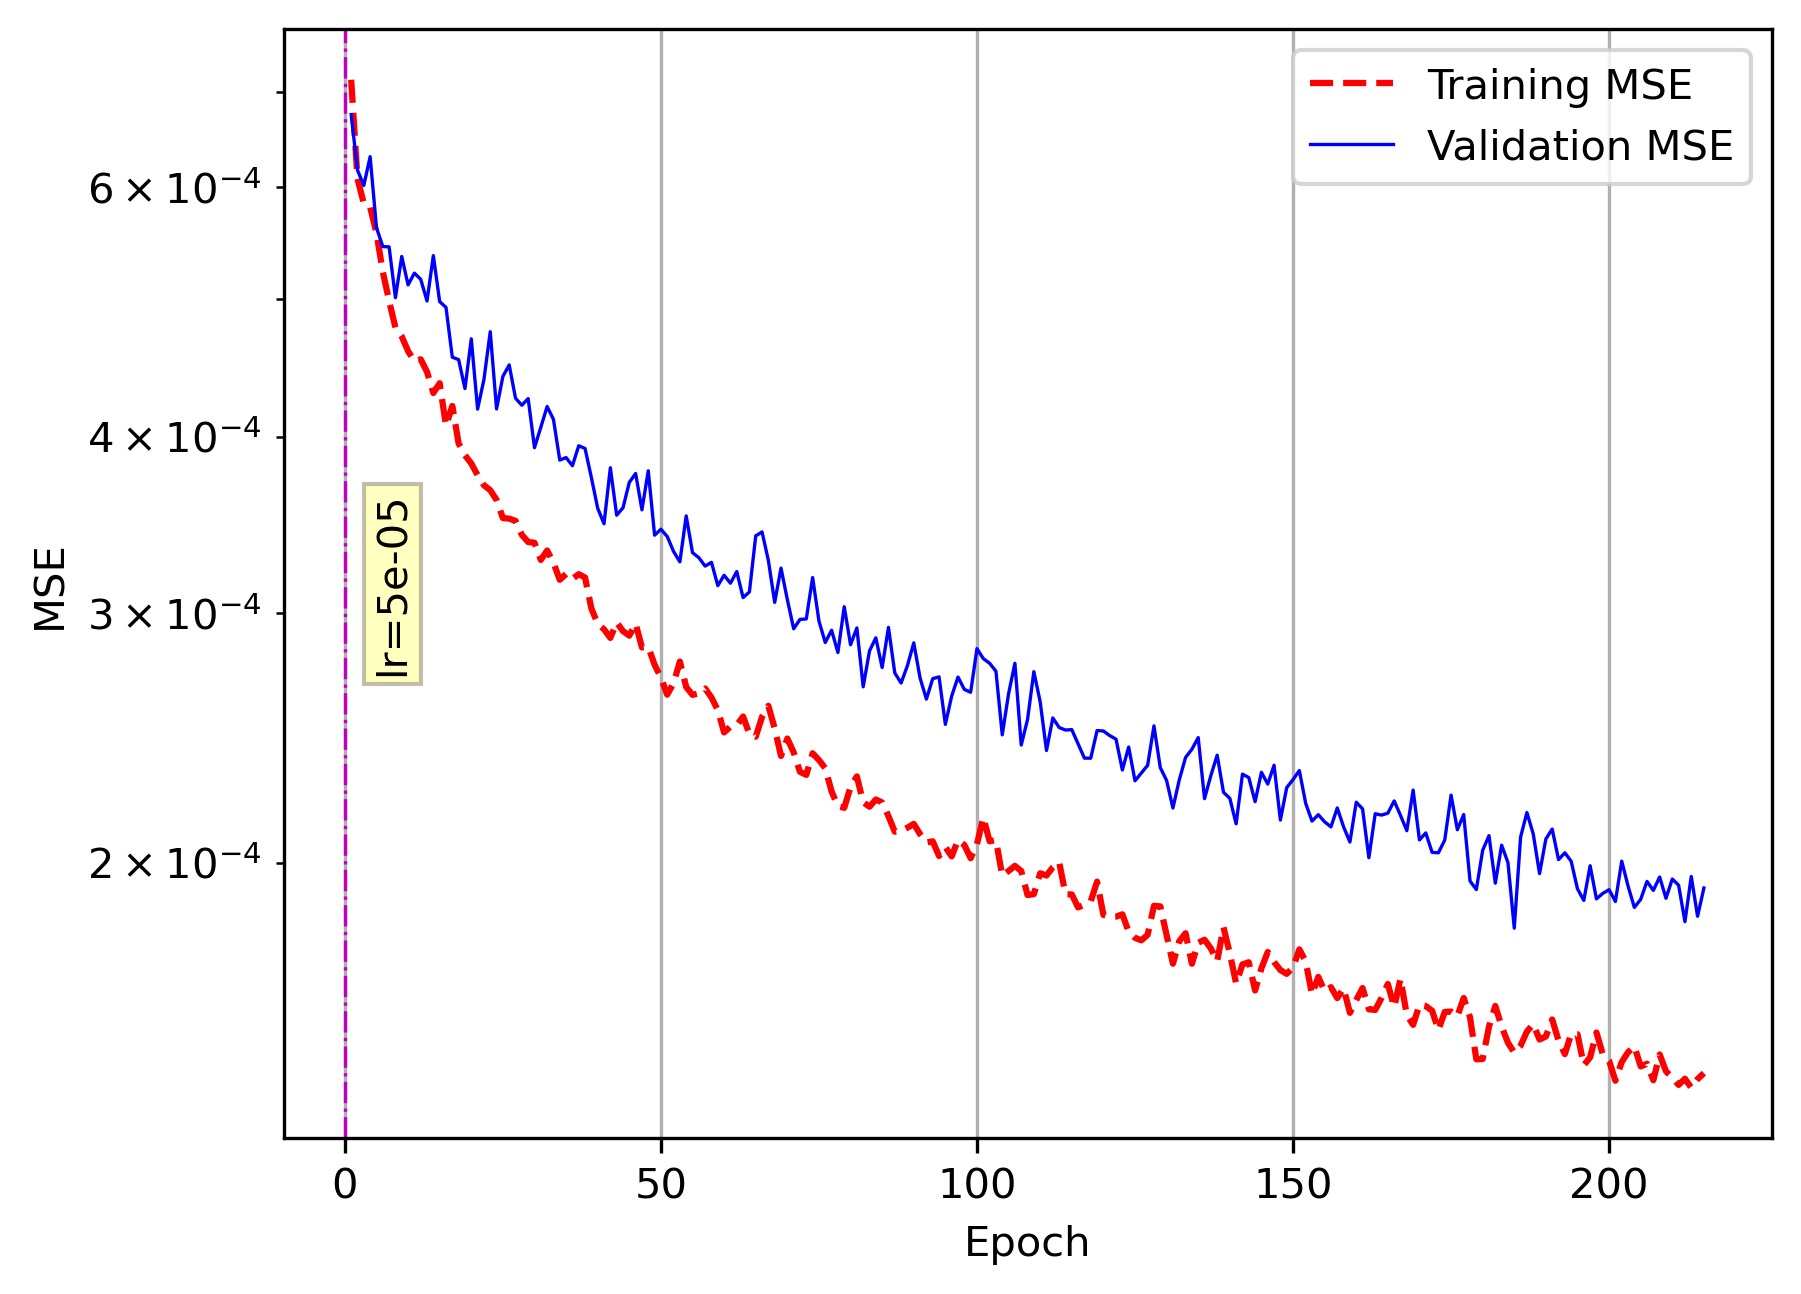 Training MSE
Validation MSE
6 × 10⁻⁴
4 × 10⁻⁴
3 × 10⁻⁴
2 × 10⁻⁴
MSE
lr=5e-05
0 50 100 150 200
Epoch